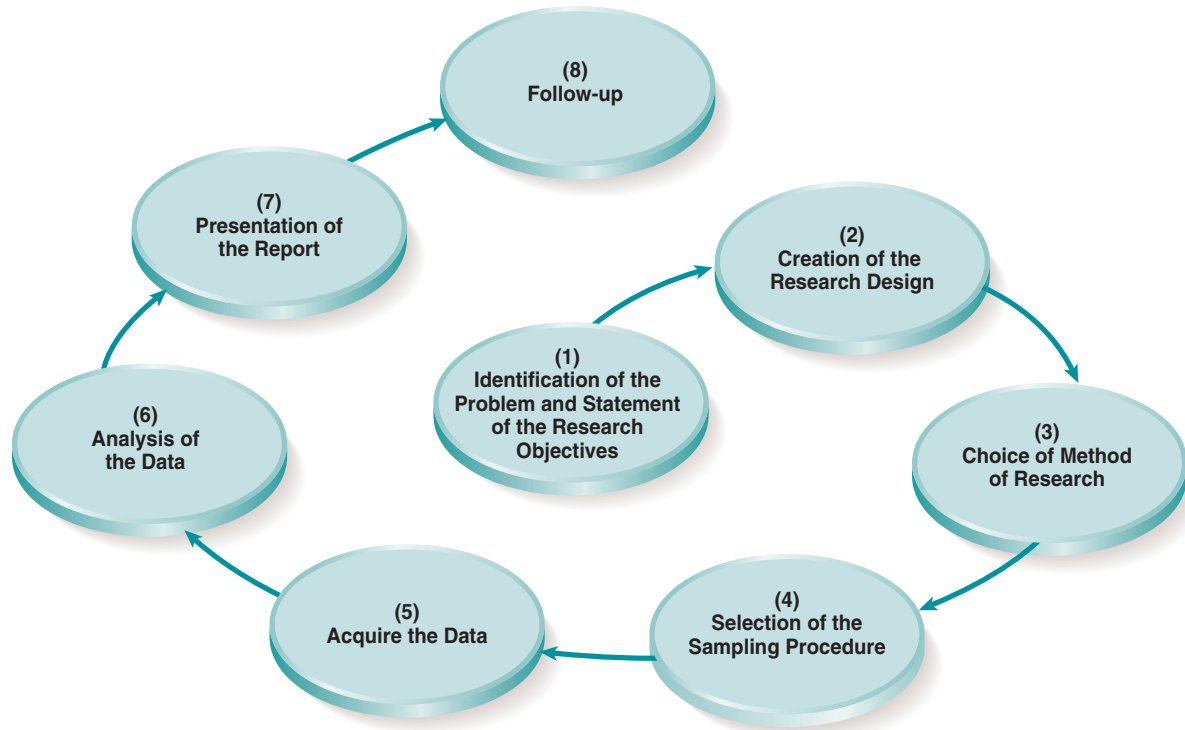 (1)
Identification of the
Problem and Statement
of the Research
Objectives
(2)
Creation of the
Research Design
(3)
Choice of Method
of Research
(4)
Selection of the
Sampling Procedure
(5)
Acquire the Data
(6)
Analysis of
the Data
(7)
Presentation of
the Report
(8)
Follow-up